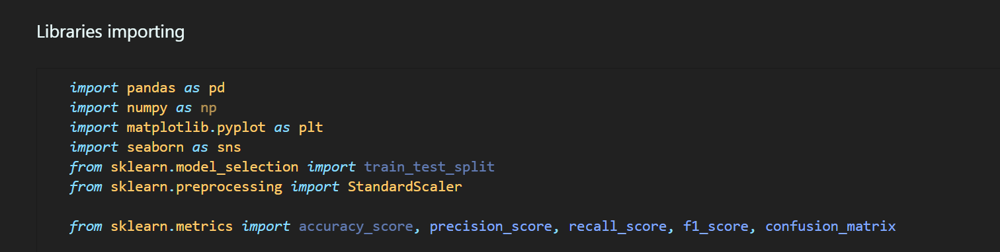 Libraries importing
import pandas as pd
import numpy as np
import matplotlib.pyplot as plt
import seaborn as sns
from sklearn.model_selection import train_test_split
from sklearn.preprocessing import StandardScaler
from sklearn.metrics import accuracy_score, precision_score, recall_score, f1_score, confusion_matrix